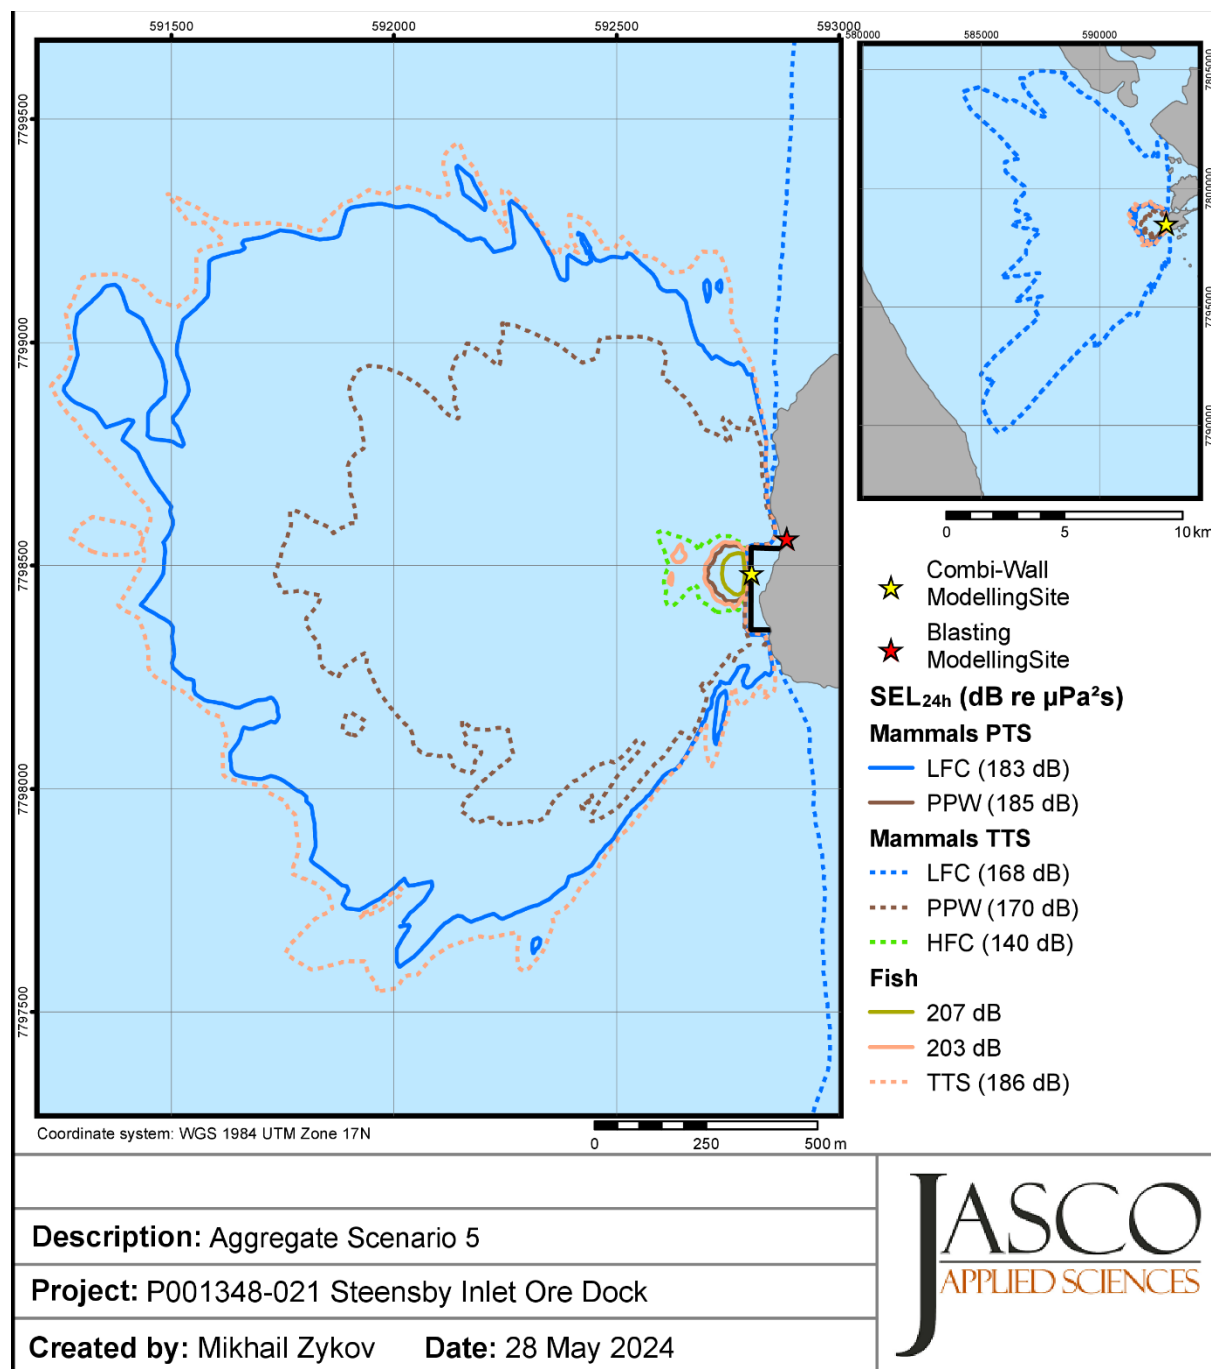 591500
592000
592500
593000
580000
585000
590000
7799500
7799000
7798500
7798000
7797500
7805000
7800000
7795000
7790000
0
5
10 km
Combi-Wall
ModellingSite
Blasting
ModellingSite
SEL24h (dB re µPa²s)
Mammals PTS
LFC (183 dB)
PPW (185 dB)
Mammals TTS
LFC (168 dB)
PPW (170 dB)
HFC (140 dB)
Fish
207 dB
203 dB
TTS (186 dB)
Coordinate system: WGS 1984 UTM Zone 17N
0
250
500 m
Description: Aggregate Scenario 5
Project: P001348-021 Steensby Inlet Ore Dock
Created by: Mikhail Zykov Date: 28 May 2024
JASCO
APPLIED SCIENCES